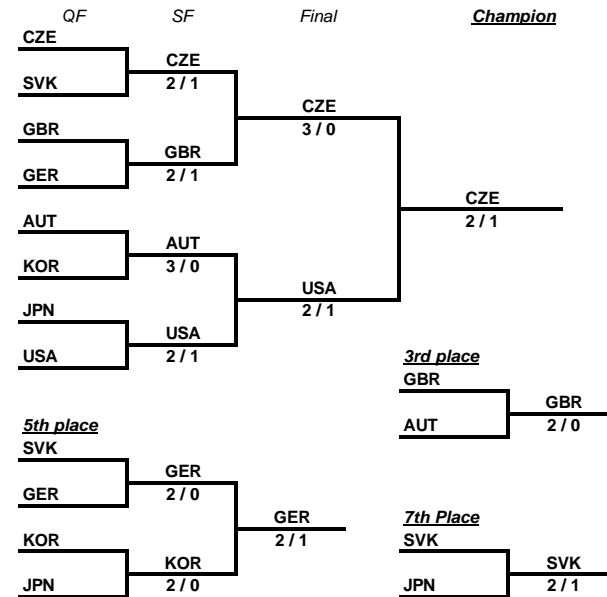 QF SF Final Champion
CZE
CZE
2 / 1
SVK
CZE
3 / 0
GBR
GBR
2 / 1
GER
CZE
2 / 1
AUT
AUT
3 / 0
KOR
USA
2 / 1
JPN
USA
2 / 1
USA
3rd place
GBR
GBR
2 / 0
AUT
5th place
SVK
GER
2 / 0
GER
GER
2 / 1
KOR
KOR
2 / 0
JPN
7th Place
SVK
SVK
2 / 1
JPN